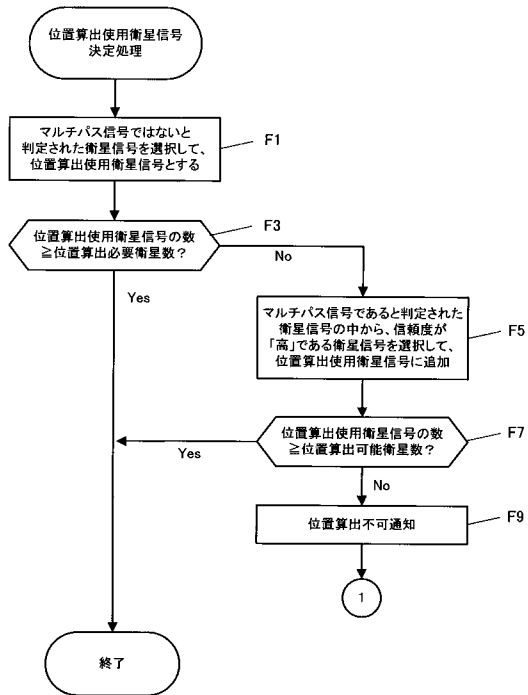 位置算出使用衛星信号
決定処理
マルチパス信号ではないと
判定された衛星信号を選択して、
位置算出使用衛星信号とする
F1
位置算出使用衛星信号の数
≧位置算出必要衛星数?
F3
No
Yes
マルチパス信号であると判定された
衛星信号の中から、信頼度が
「高」である衛星信号を選択して、
位置算出使用衛星信号に追加
F5
位置算出使用衛星信号の数
≧位置算出可能衛星数?
F7
Yes
No
位置算出不可通知
F9
1
終了